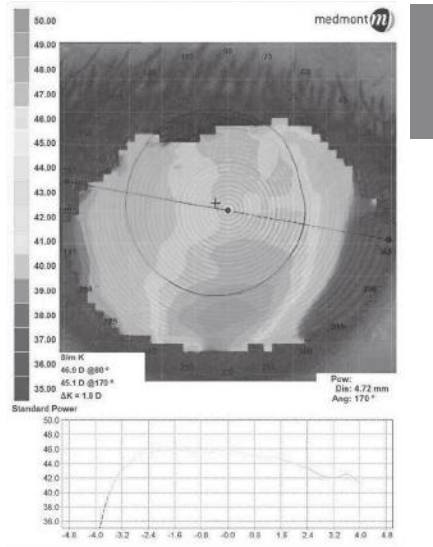 medmont
50.00
49.00
48.00
47.00
46.00
45.00
44.00
43.00
42.00
41.00
40.00
39.00
38.00
37.00
36.00
35.00
Sim K
46.0 D @80 °
45.1 D @170 °
ΔK = 1.0 D
Pow:
Dis: 4.72 mm
Ang: 170 °
Standard Power
50.0
48.0
46.0
44.0
42.0
40.0
38.0
36.0
-4.8 -4.0 -3.2 -2.4 -1.6 -0.8 -0.0 0.8 1.6 2.4 3.2 4.0 4.8